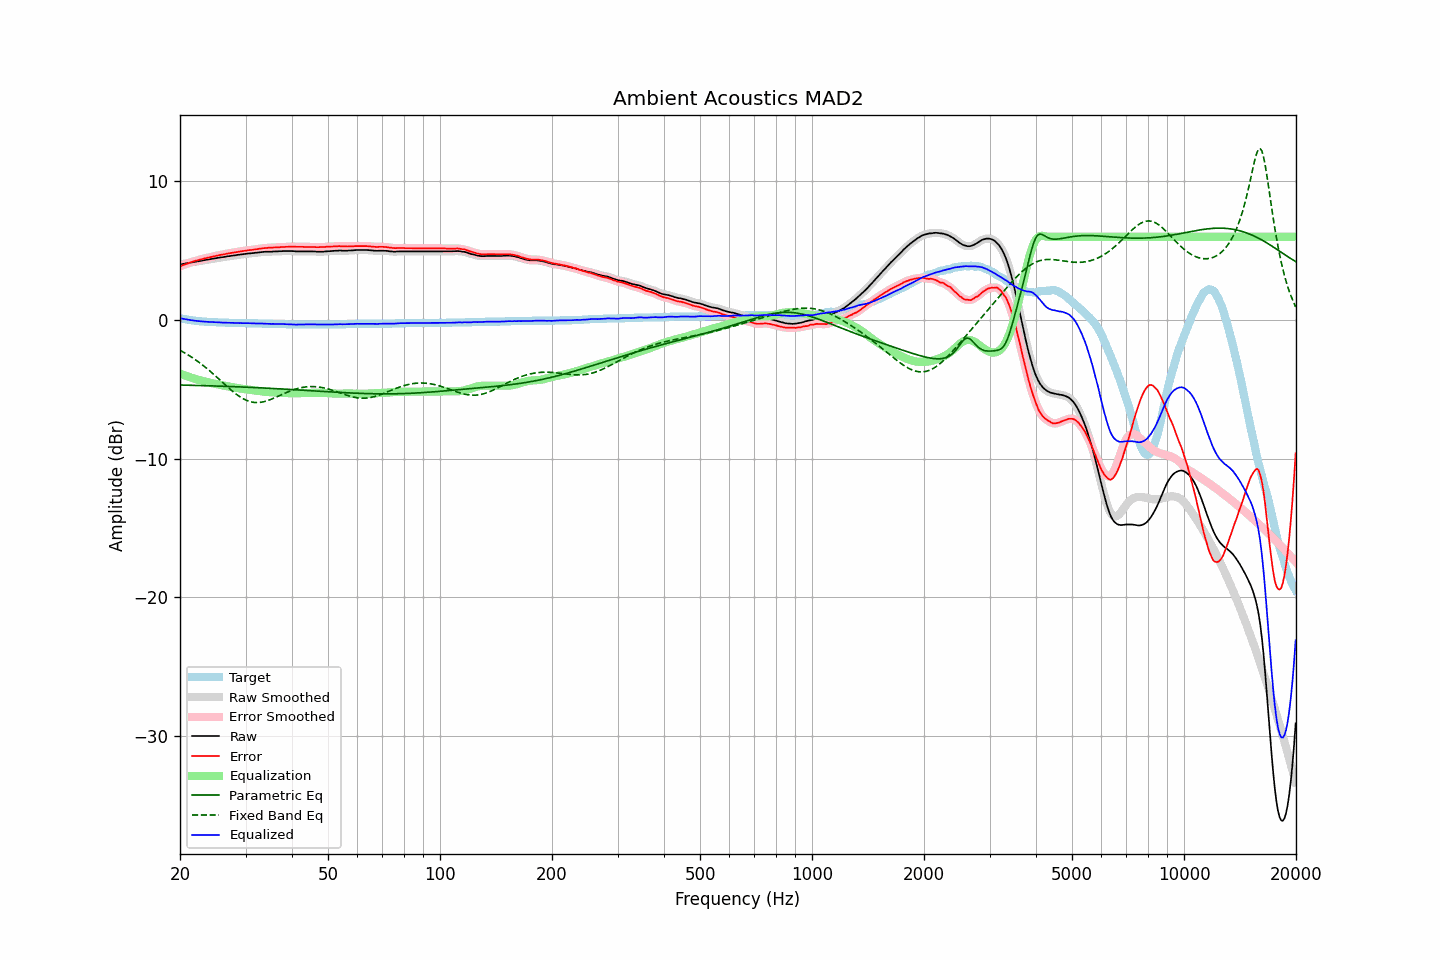 Ambient Acoustics MAD2
Amplitude (dBr)
10
0
−10
−20
−30
Target
Raw Smoothed
Error Smoothed
Raw
Error
Equalization
Parametric Eq
Fixed Band Eq
Equalized
20 50 100 200 500 1000 2000 5000 10000 20000
Frequency (Hz)